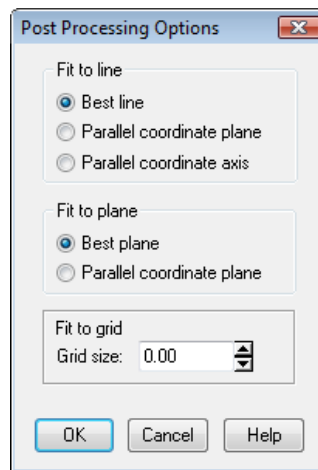 Post Processing Options
Fit to line
Best line
Parallel coordinate plane
Parallel coordinate axis
Fit to plane
Best plane
Parallel coordinate plane
Fit to grid
Grid size: 0.00
OK Cancel Help